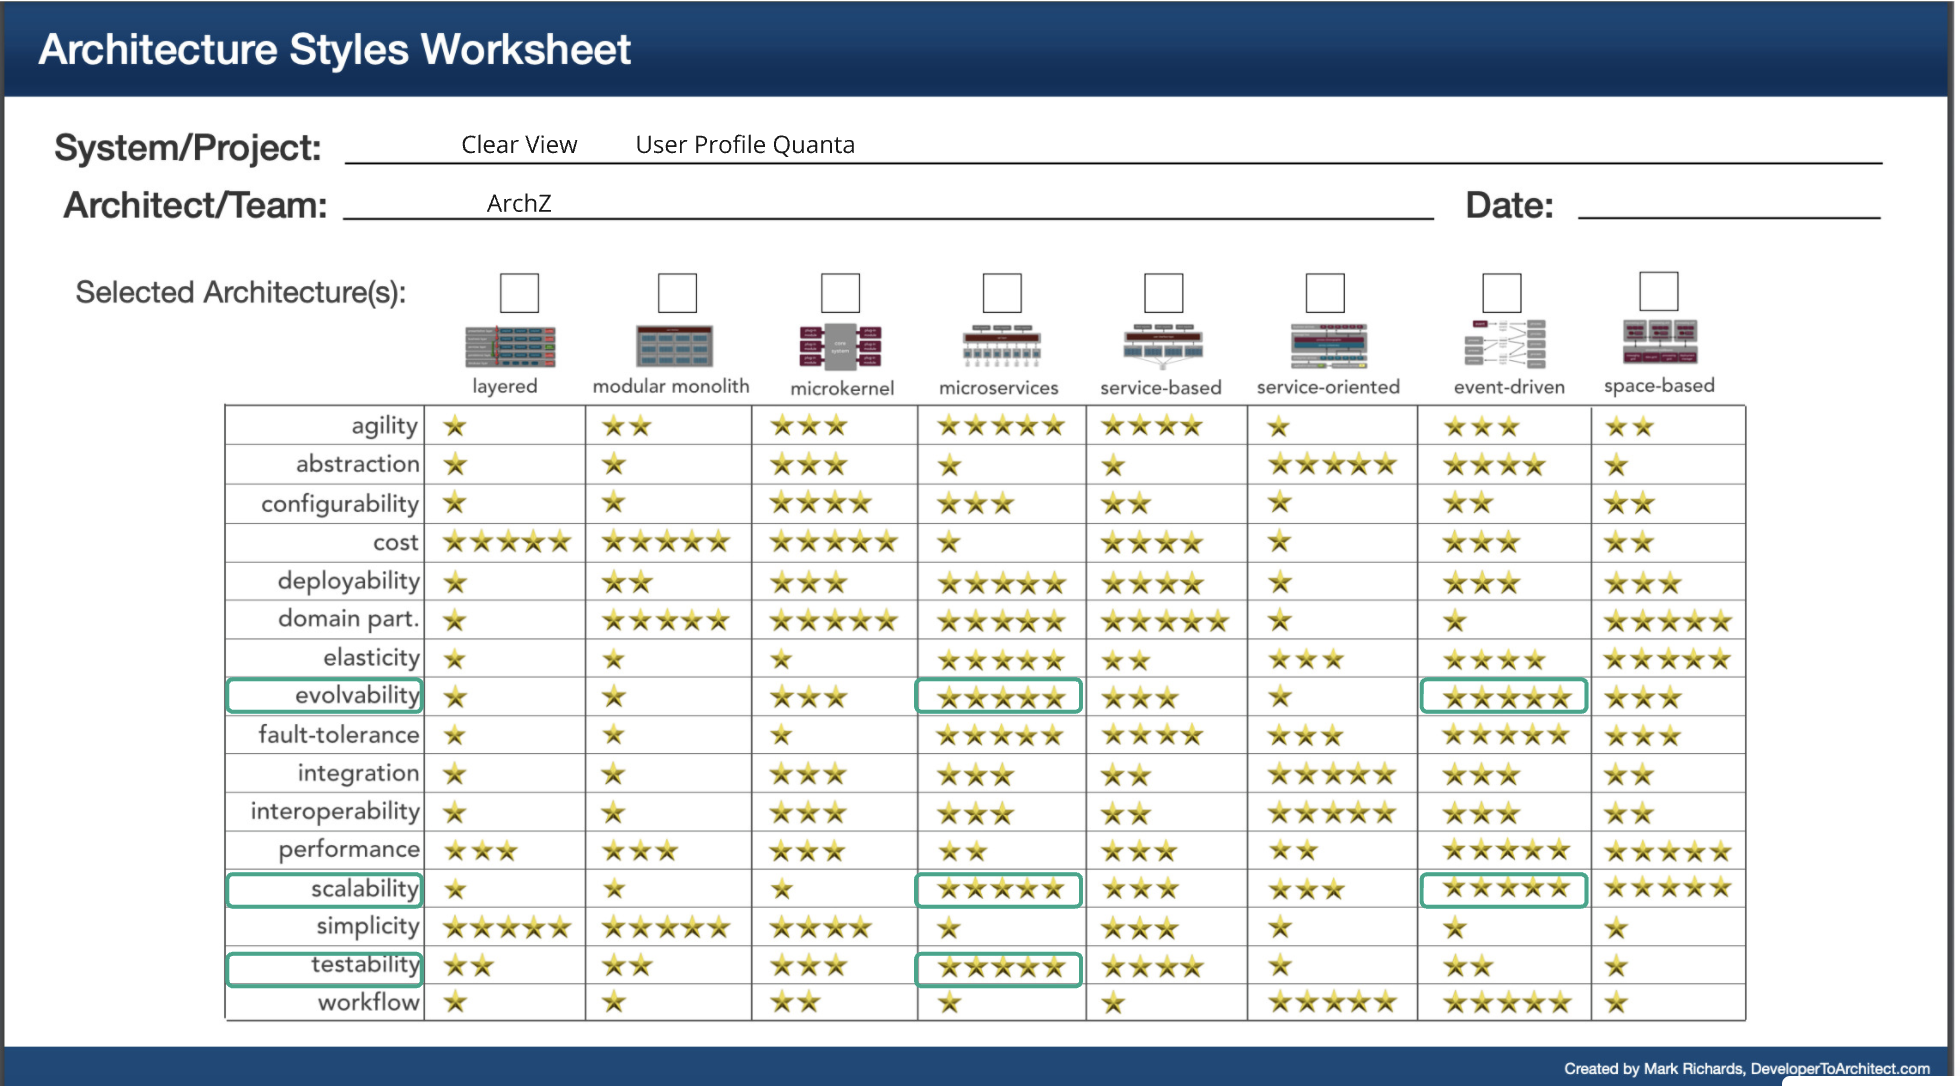 Architecture Styles Worksheet
System/Project: Clear View User Profile Quanta
Architect/Team: ArchZ Date:
Selected Architecture(s):
layered modular monolith microkernel microservices service-based service-oriented event-driven space-based
agility
abstraction
configurability
cost
deployability
domain part.
elasticity
evolvability
fault-tolerance
integration
interoperability
performance
scalability
simplicity
testability
workflow
Created by Mark Richards, DeveloperToArchitect.com